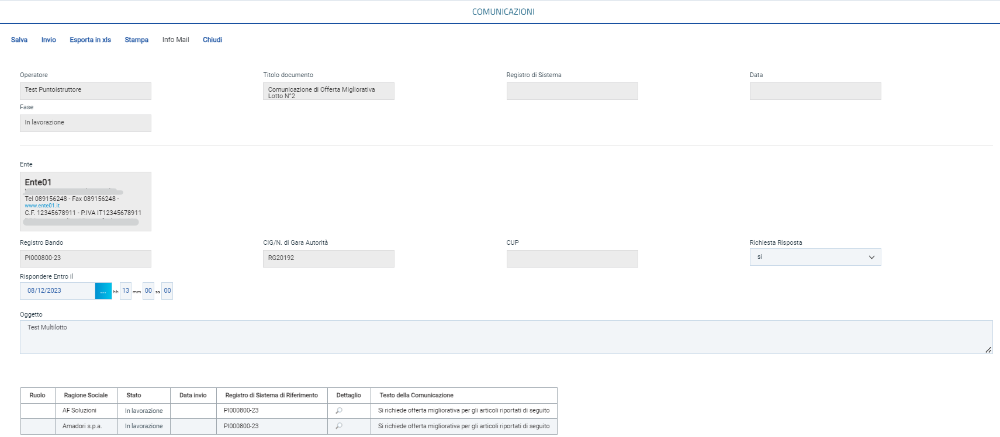 COMUNICAZIONI
Salva Invio Esporta in xls Stampa Info Mail Chiudi
Operatore Titolo documento Registro di Sistema Data
Test Puntoistruttore Comunicazione di Offerta Migliorativa
Lotto N°2
Fase
In lavorazione
Ente
Ente01
Tel 089156248 - Fax 089156248 -
www.ente01.it
C.F. 12345678911 - P.IVA IT12345678911
Registro Bando CIG/N. di Gara Autorità CUP Richiesta Risposta
PI000800-23 RG20192 si
Rispondere Entro il
08/12/2023 ... hh 13 mm 00 ss 00
Oggetto
Test Multilotto
Ruolo Ragione Sociale Stato Data invio Registro di Sistema di Riferimento Dettaglio Testo della Comunicazione
AF Soluzioni In lavorazione PI000800-23 Si richiede offerta migliorativa per gli articoli riportati di seguito
Amadori s.p.a. In lavorazione PI000800-23 Si richiede offerta migliorativa per gli articoli riportati di seguito